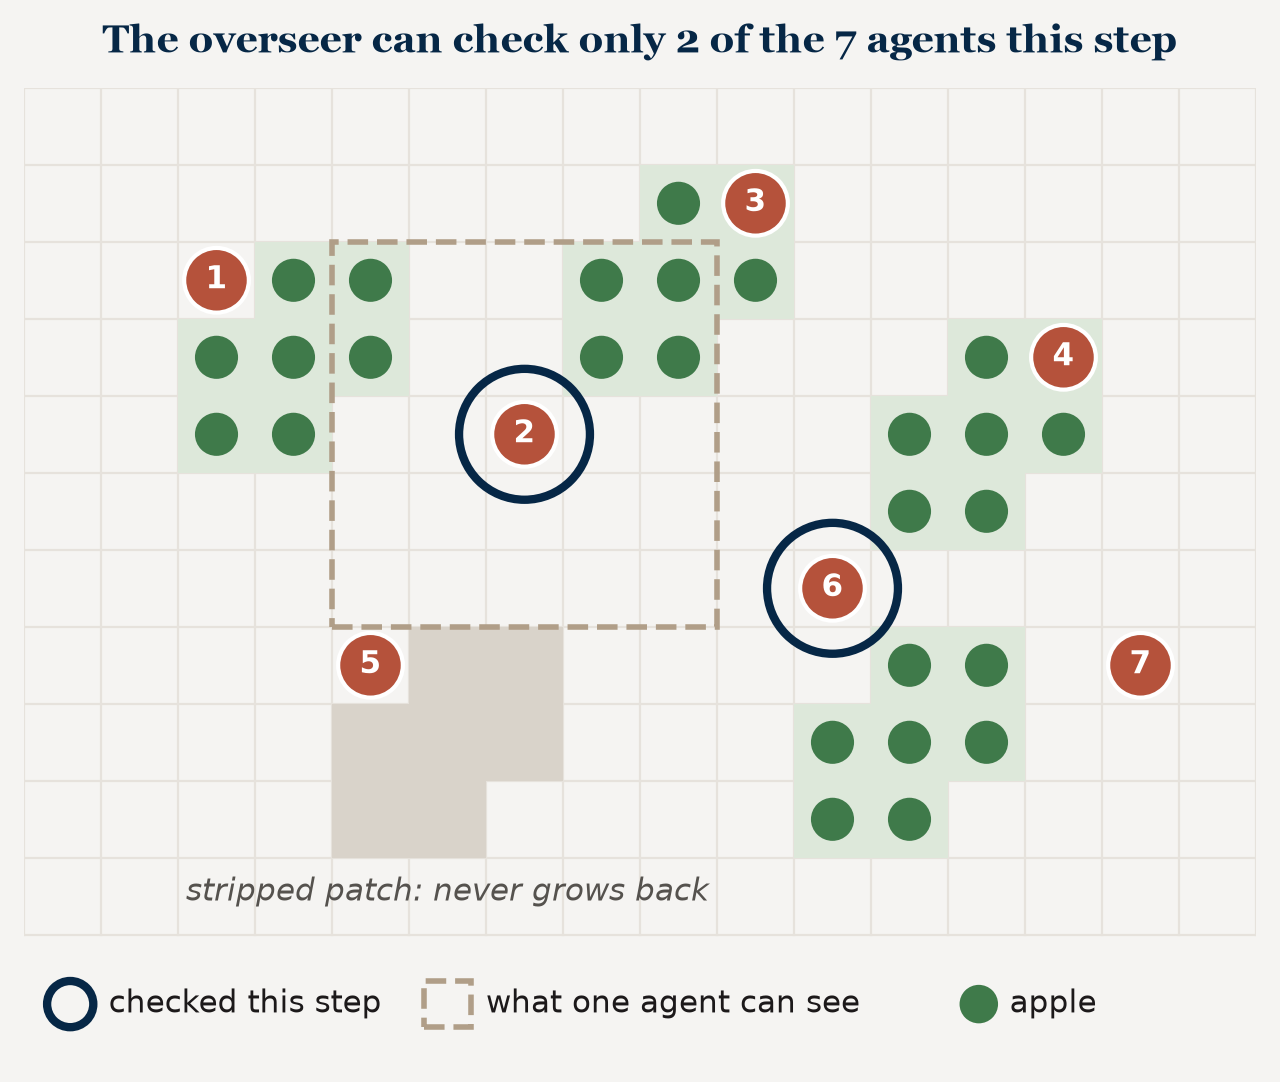 The overseer can check only 2 of the 7 agents this step
3
1
4
2
6
5
7
stripped patch: never grows back
checked this step
what one agent can see
apple